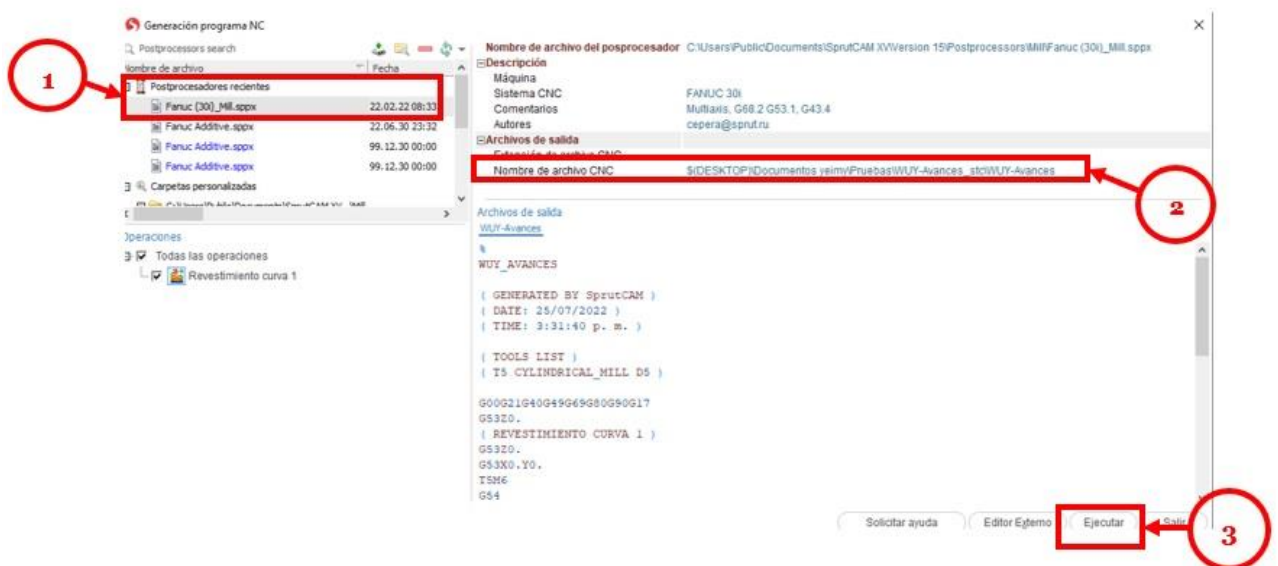 Generación programa NC
Postprocessors search
Nombre de archivo Fecha
Postprocesadores recientes
Fanuc (30i)_Mill.sppx 22.02.22 08:33
Fanuc Additive.sppx 22.06.30 23:32
Fanuc Additive.sppx 99.12.30 00:00
Fanuc Additive.sppx 99.12.30 00:00
Carpetas personalizadas
Operaciones
Todas las operaciones
Revestimiento curva 1
Nombre de archivo del posprocesador C:\Users\Public\Documents\SprutCAM XV\Version 15\Postprocessors\Mill\Fanuc (30i)_Mill.sppx
Descripción
Máquina
Sistema CNC FANUC 30i
Comentarios Multiaxis, G68.2 G53.1, G43.4
Autores cepera@sprut.ru
Archivos de salida
Extensión de archivo CNC
Nombre de archivo CNC $(DESKTOP)\Documentos yeimy\Pruebas\WUY-Avances_stc\WUY-Avances
Archivos de salida
WUY-Avances
%
WUY_AVANCES
( GENERATED BY SprutCAM )
( DATE: 25/07/2022 )
( TIME: 3:31:40 p. m. )
( TOOLS LIST )
( T5 CYLINDRICAL_MILL D5 )
G00G21G40G49G69G80G90G17
G53Z0.
( REVESTIMIENTO CURVA 1 )
G53Z0.
G53X0.Y0.
T5M6
G54
Solicitar ayuda Editor Externo Ejecutar Salir
1
2
3